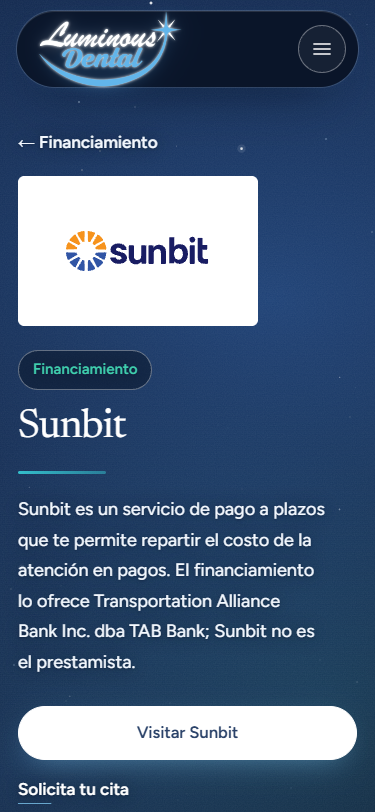 Luminous
Dental
← Financiamiento
sunbit
Financiamiento
Sunbit
Sunbit es un servicio de pago a plazos
que te permite repartir el costo de la
atención en pagos. El financiamiento
lo ofrece Transportation Alliance
Bank Inc. dba TAB Bank; Sunbit no es
el prestamista.
Visitar Sunbit
Solicita tu cita